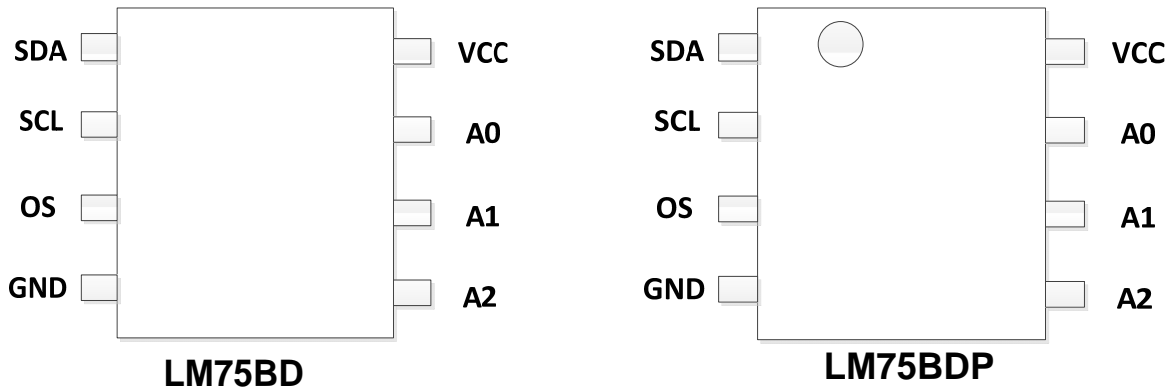 SDA
VCC
SCL
A0
OS
A1
GND
A2
LM75BD
SDA
VCC
SCL
A0
OS
A1
GND
A2
LM75BDP